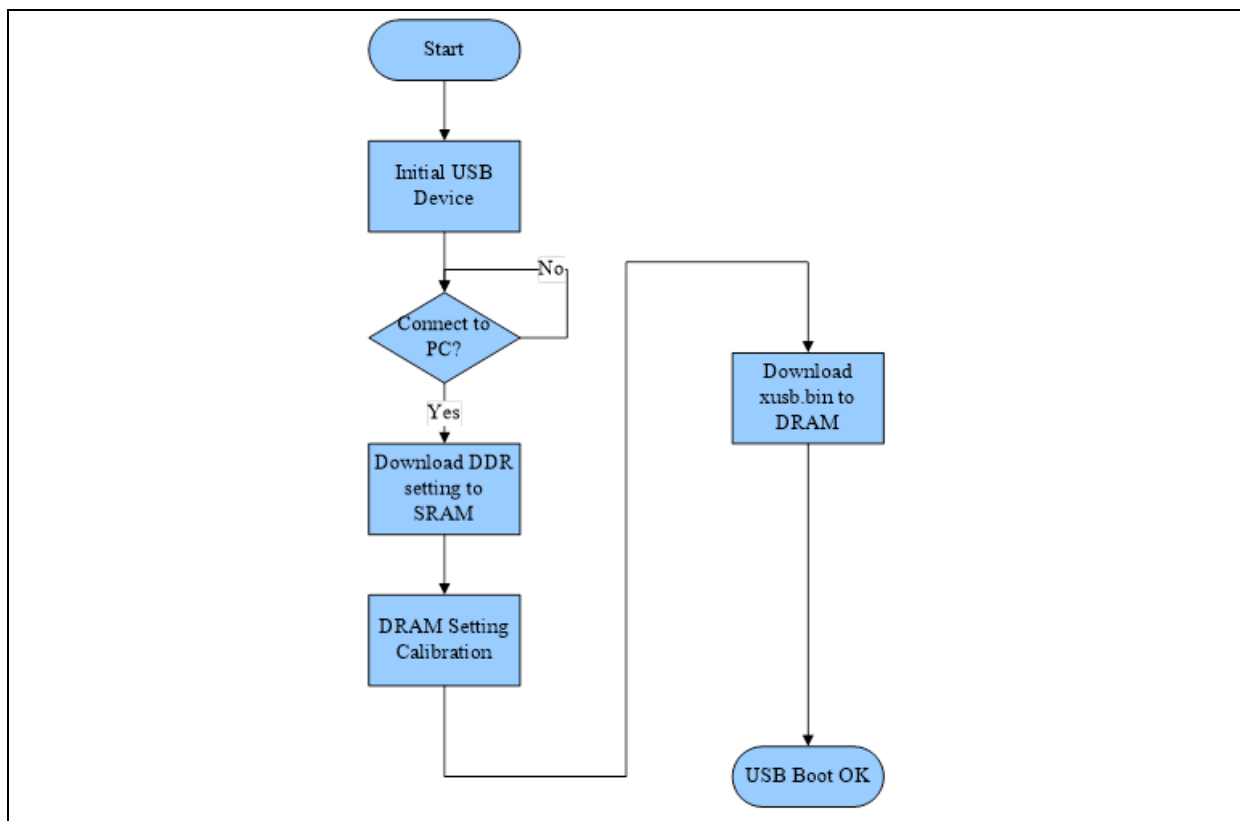 Start
Initial USB
Device
No
Connect to
PC?
Yes
Download DDR
setting to
SRAM
DRAM Setting
Calibration
Download
xusb.bin to
DRAM
USB Boot OK